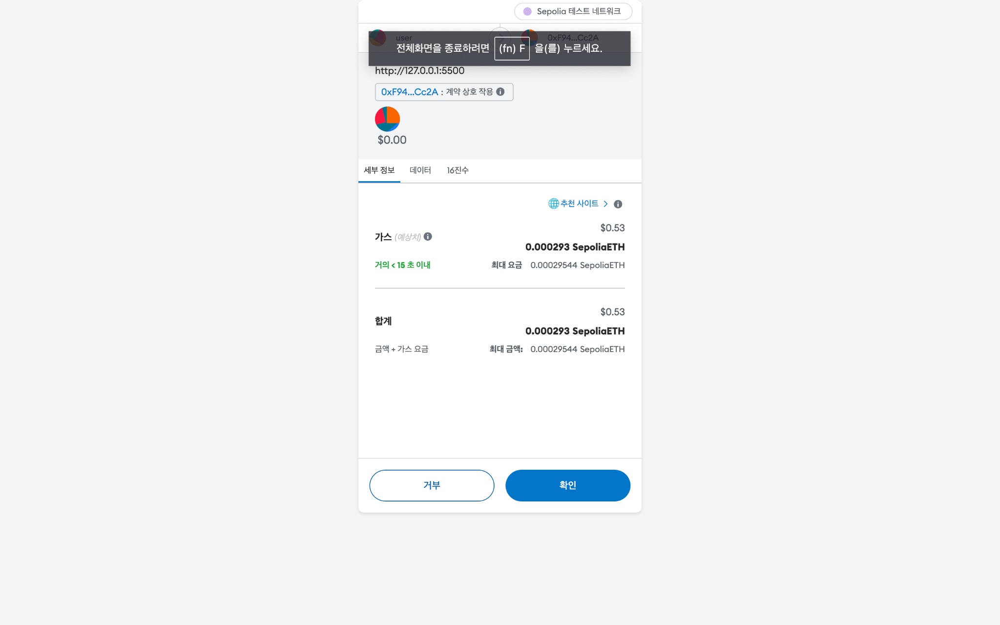 Sepolia 테스트 네트워크
user
0xF94...Cc2A
전체화면을 종료하려면 (fn) F 을(를) 누르세요.
http://127.0.0.1:5500
0xF94...Cc2A : 계약 상호 작용
$0.00
세부 정보 데이터 16진수
추천 사이트
$0.53
가스 (예상치)
0.000293 SepoliaETH
거의 < 15 초 이내 최대 요금 0.00029544 SepoliaETH
$0.53
합계
0.000293 SepoliaETH
금액 + 가스 요금 최대 금액: 0.00029544 SepoliaETH
거부 확인